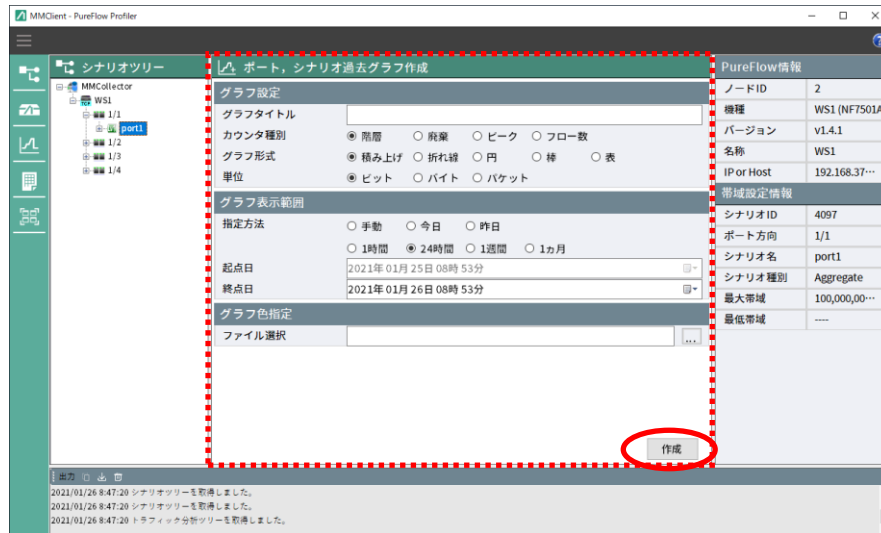 MMClient - PureFlow Profiler
シナリオツリー
MMCollector
WS1
1/1
port1
1/2
1/3
1/4
ポート，シナリオ過去グラフ作成
グラフ設定
グラフタイトル
カウンタ種別 階層 廃棄 ピーク フロー数
グラフ形式 積み上げ 折れ線 円 棒 表
単位 ビット バイト パケット
グラフ表示範囲
指定方法 手動 今日 昨日
1時間 24時間 1週間 1ヵ月
起点日 2021年 01月 25日 08時 53分
終点日 2021年 01月 26日 08時 53分
グラフ色指定
ファイル選択 ...
作成
PureFlow情報
ノードID 2
機種 WS1 (NF7501A
バージョン v1.4.1
名称 WS1
IP or Host 192.168.37…
帯域設定情報
シナリオID 4097
ポート方向 1/1
シナリオ名 port1
シナリオ種別 Aggregate
最大帯域 100,000,00…
最低帯域 ----
出力
2021/01/26 8:47:20 シナリオツリーを取得しました。
2021/01/26 8:47:20 シナリオツリーを取得しました。
2021/01/26 8:47:20 トラフィック分析ツリーを取得しました。